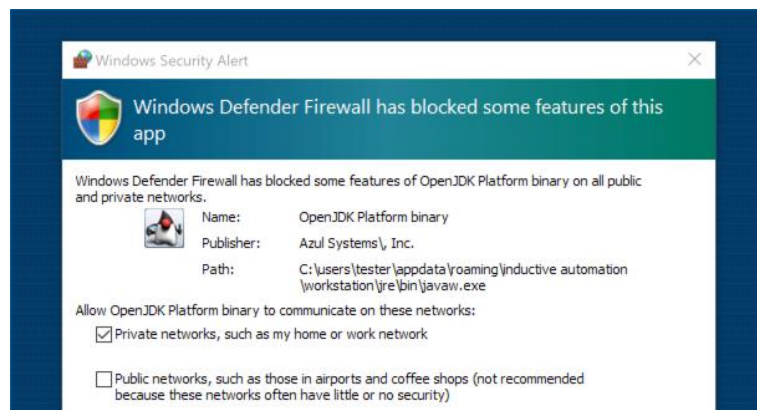 Windows Security Alert
Windows Defender Firewall has blocked some features of this
app
Windows Defender Firewall has blocked some features of OpenJDK Platform binary on all public
and private networks.
Name: OpenJDK Platform binary
Publisher: Azul Systems\, Inc.
Path: C:\users\tester\appdata\roaming\inductive automation
\workstation\jre\bin\javaw.exe
Allow OpenJDK Platform binary to communicate on these networks:
Private networks, such as my home or work network
Public networks, such as those in airports and coffee shops (not recommended
because these networks often have little or no security)